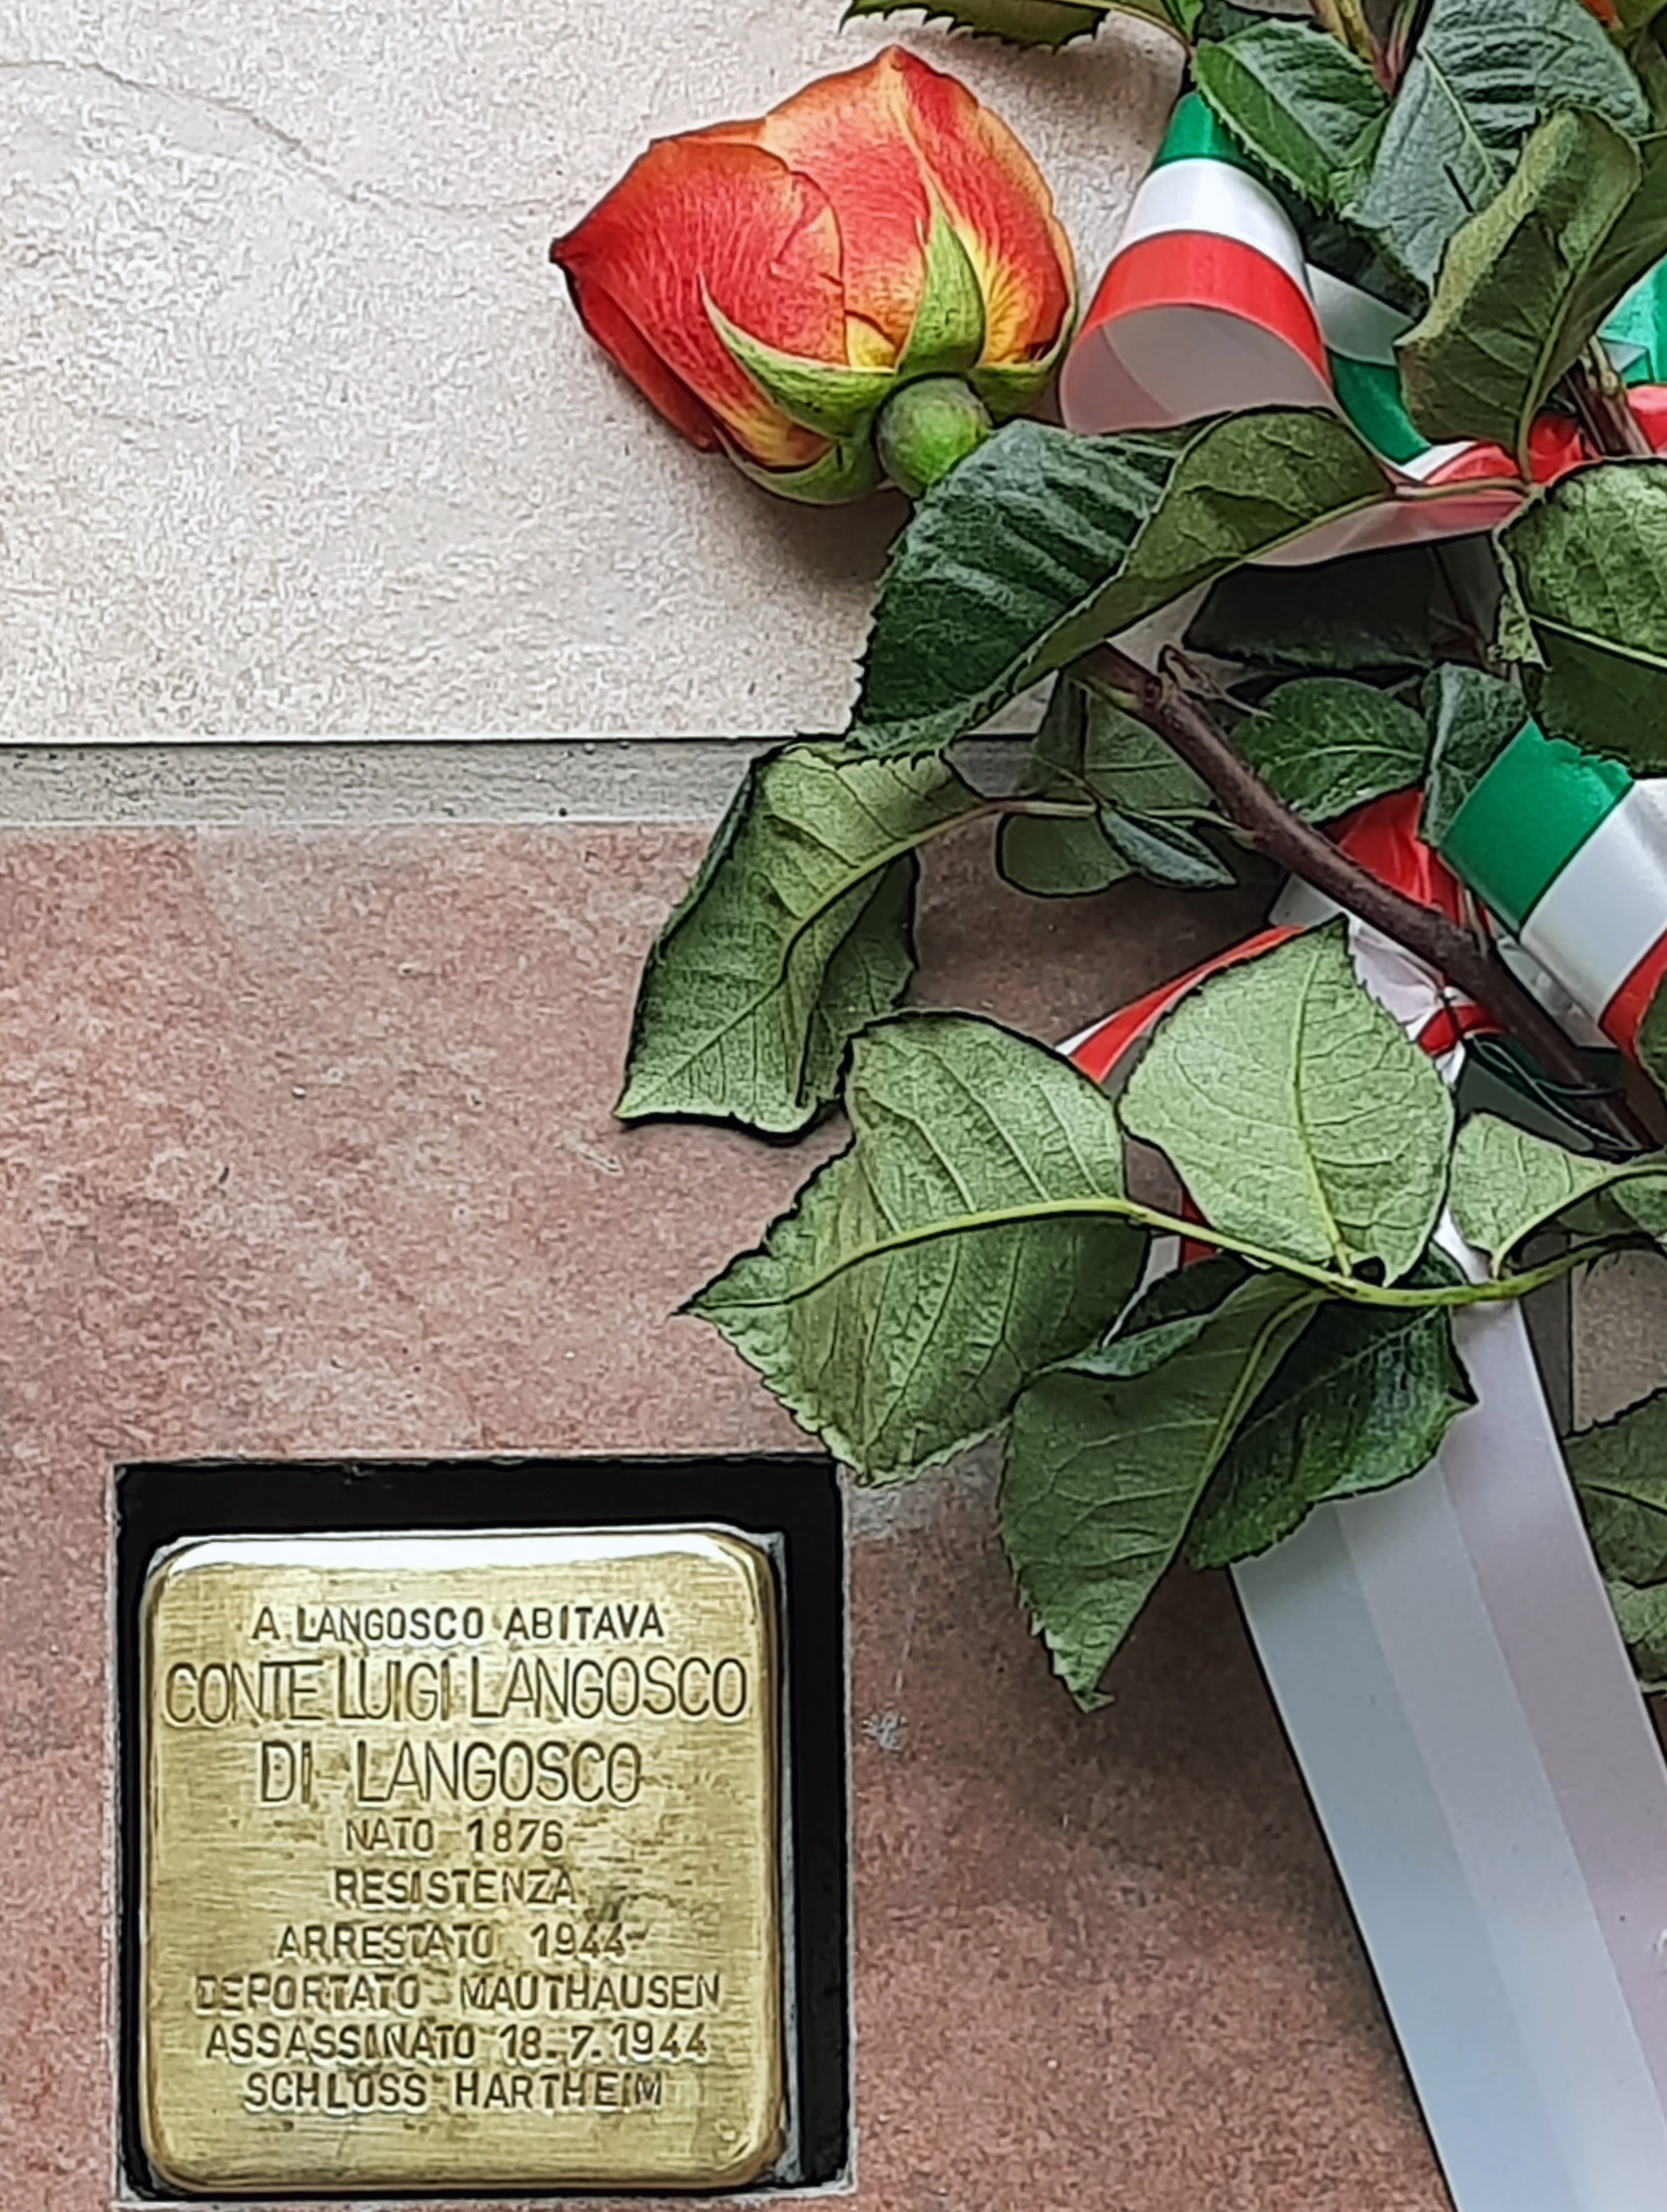 A LANGOSCO ABITAVA
CONTE LUIGI LANGOSCO
DI LANGOSCO
NATO 1876
RESISTENZA
ARRESTATO 1944
DEPORTATO MAUTHAUSEN
ASSASSINATO 18.7.1944
SCHLOSS HARTHEIM